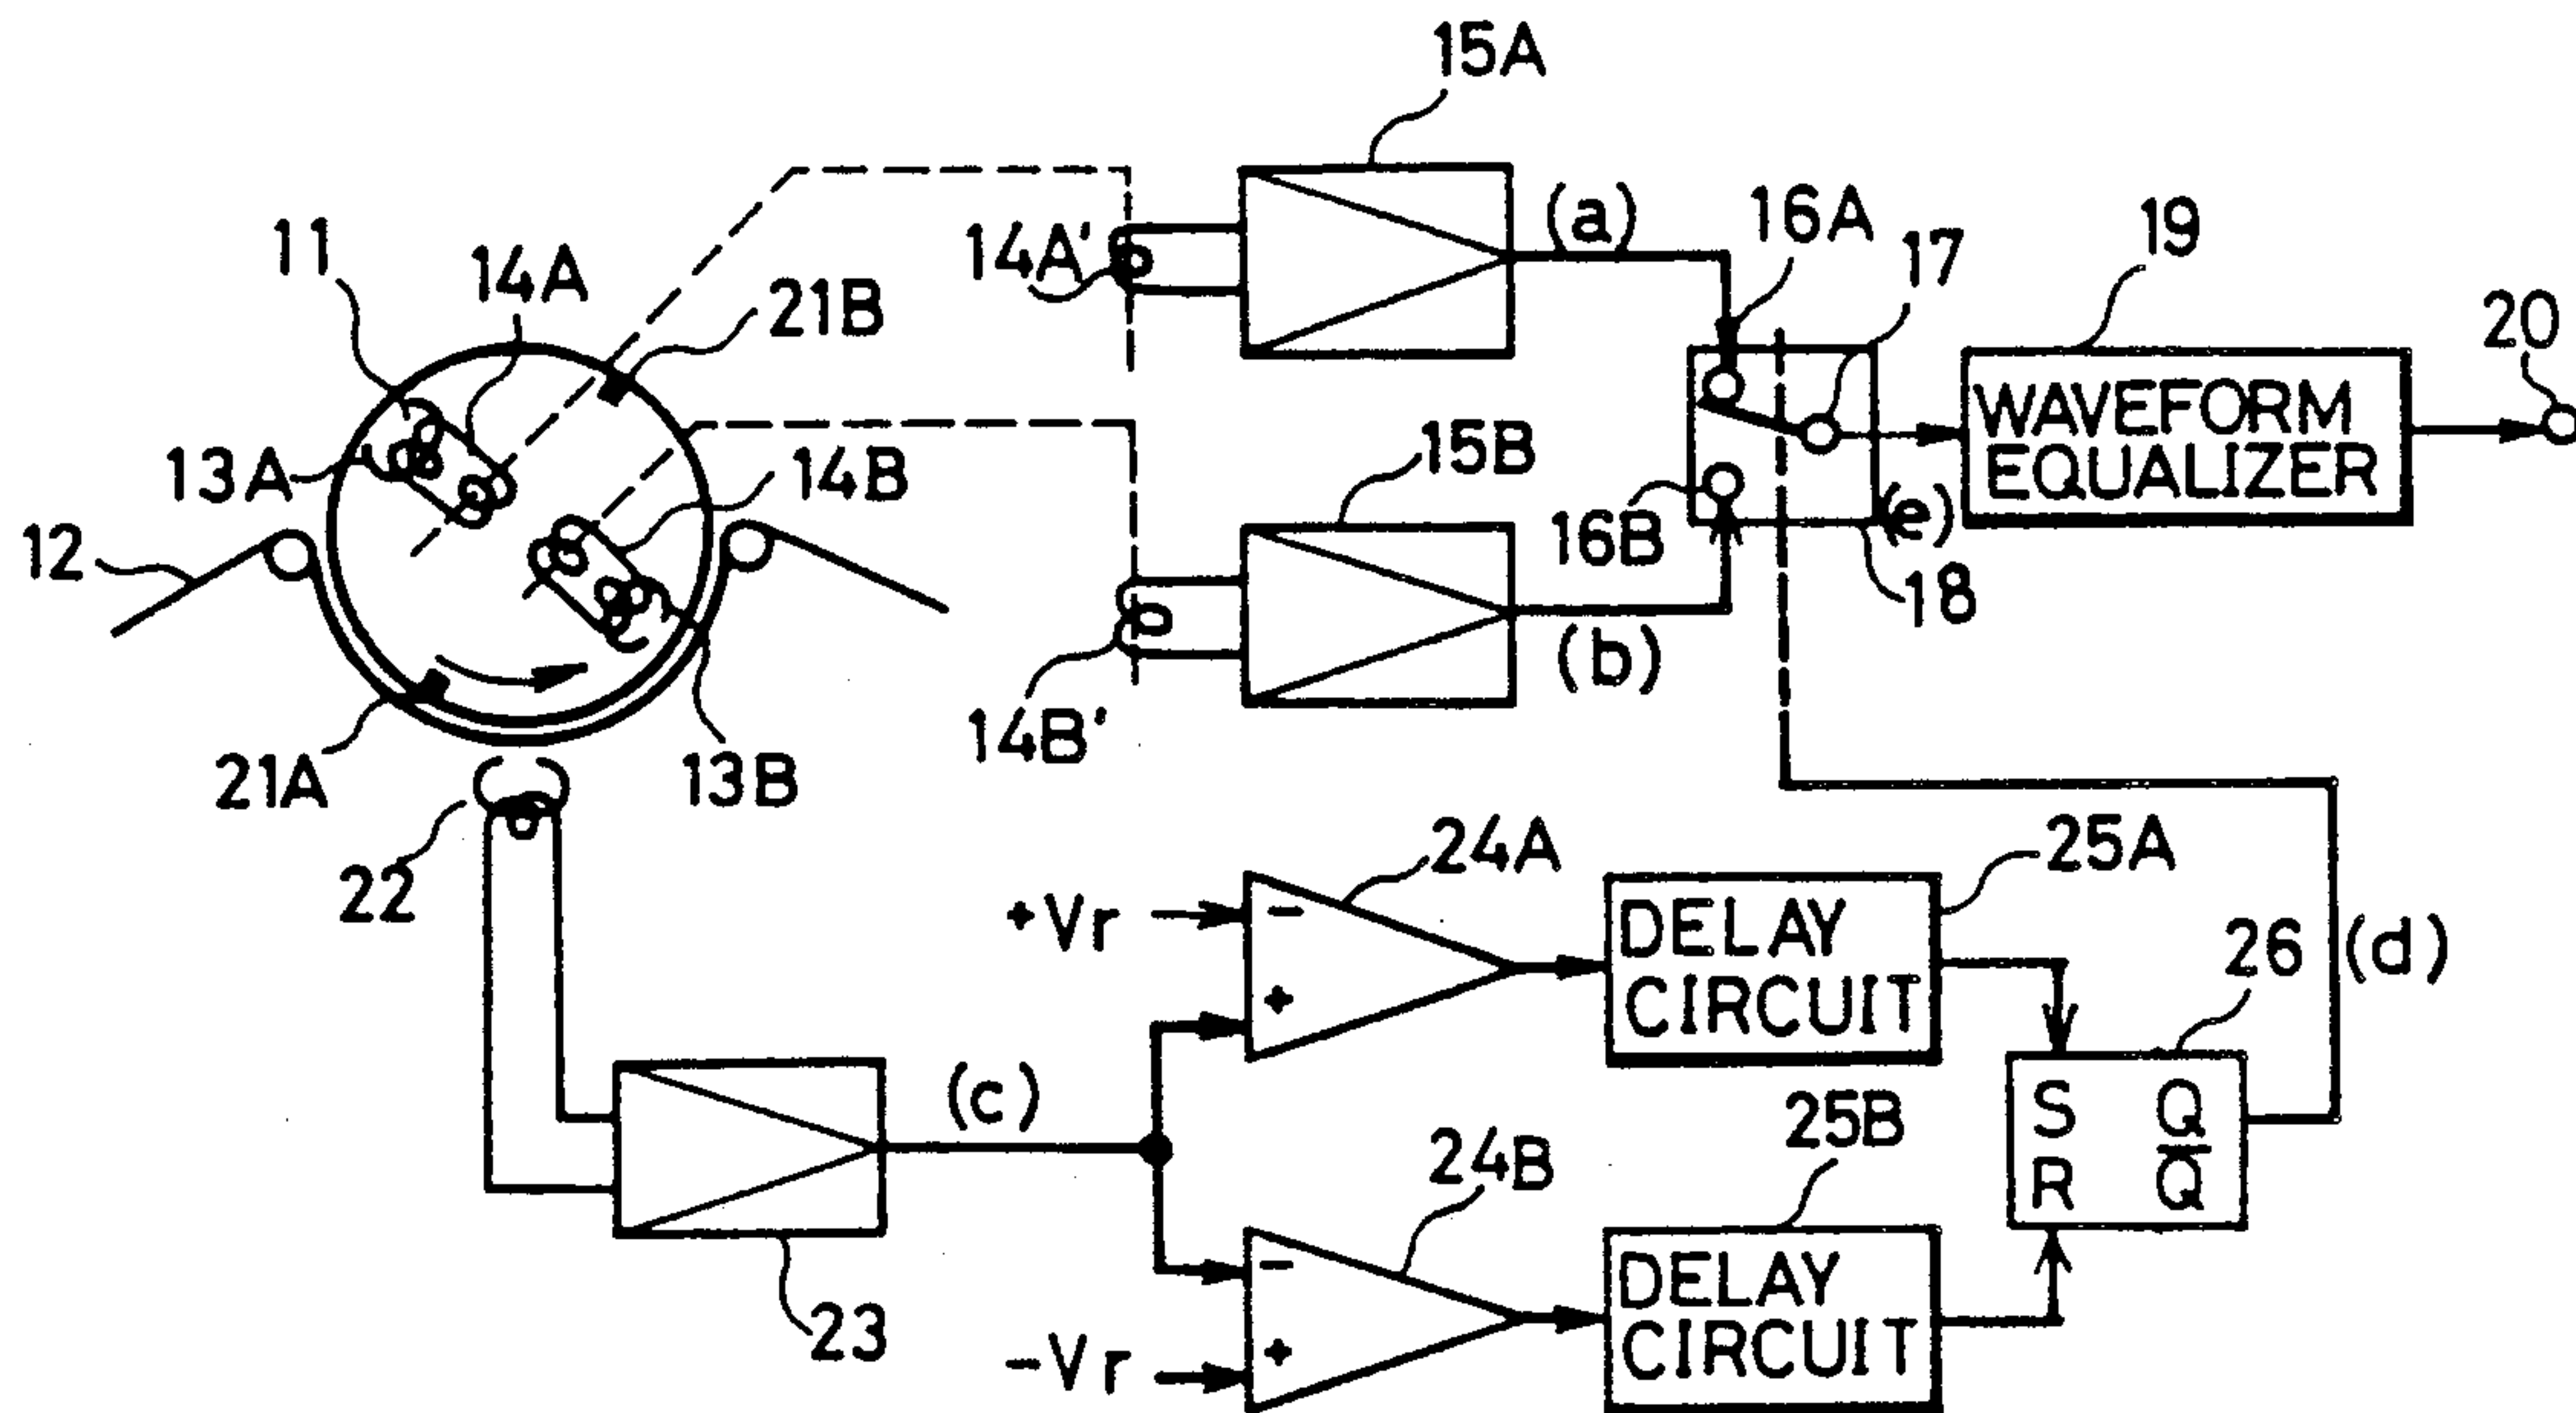 15A
(a)
16A
17
19
20
11
14A
21B
14A'
13A
14B
15B
16B
(e)
WAVEFORM
EQUALIZER
12
18
(b)
14B'
21A
13B
22
24A
25A
+Vr
-
+
DELAY
CIRCUIT
26
(d)
(c)
24B
25B
S Q
R Q̅
23
-
+
-Vr
DELAY
CIRCUIT